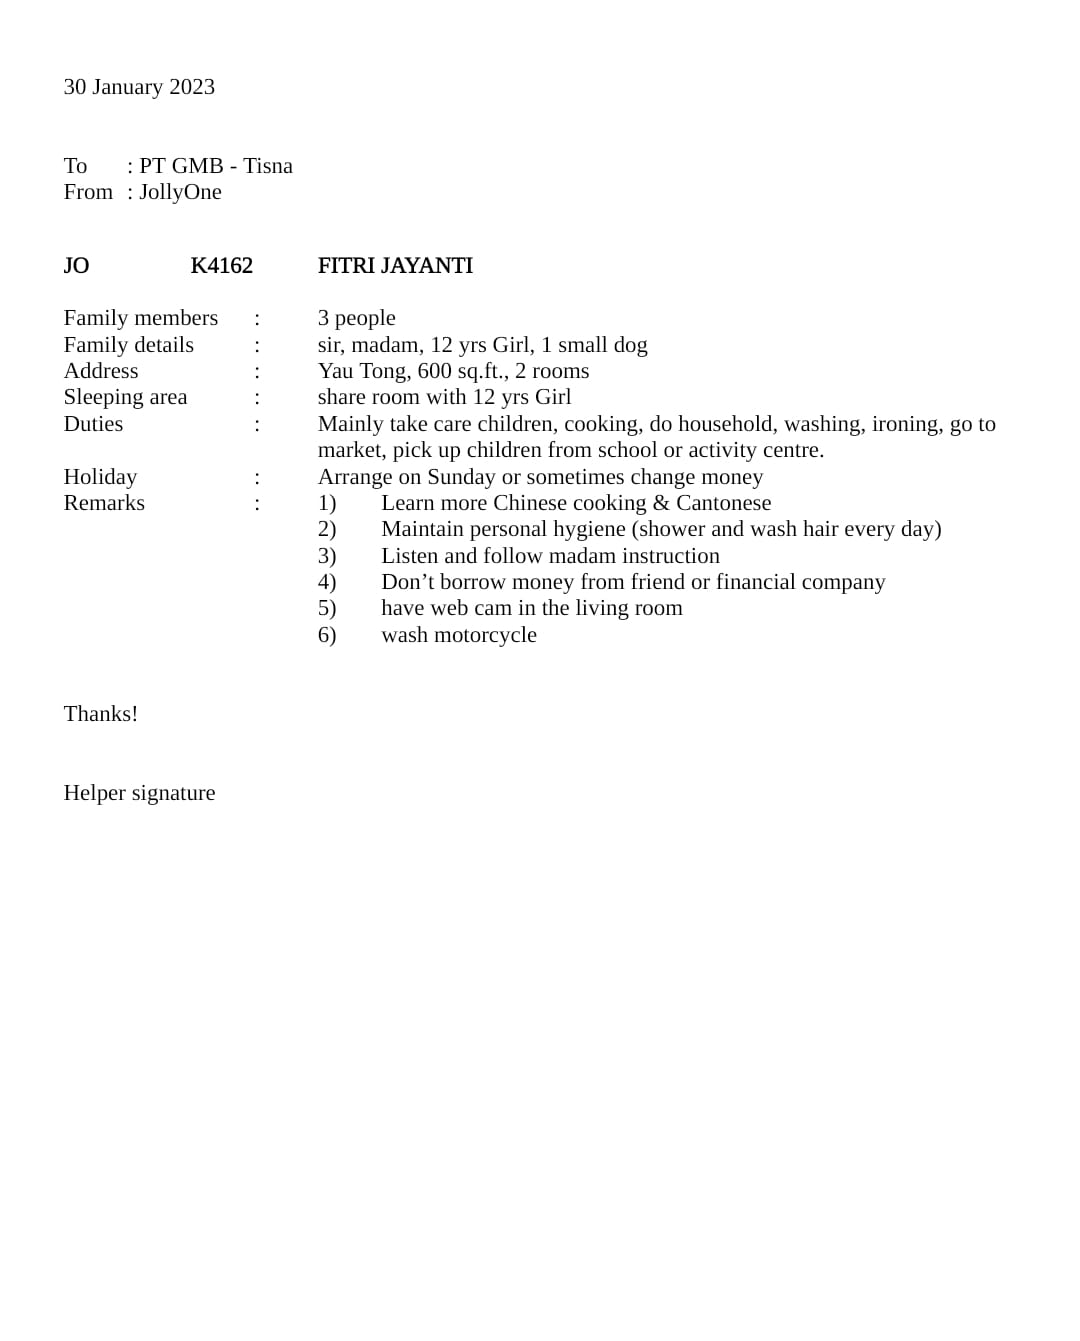 30 January 2023
To : PT GMB - Tisna
From : JollyOne
JO K4162 FITRI JAYANTI
Family members : 3 people
Family details : sir, madam, 12 yrs Girl, 1 small dog
Address : Yau Tong, 600 sq.ft., 2 rooms
Sleeping area : share room with 12 yrs Girl
Duties : Mainly take care children, cooking, do household, washing, ironing, go to
market, pick up children from school or activity centre.
Holiday : Arrange on Sunday or sometimes change money
Remarks : 1) Learn more Chinese cooking & Cantonese
2) Maintain personal hygiene (shower and wash hair every day)
3) Listen and follow madam instruction
4) Don’t borrow money from friend or financial company
5) have web cam in the living room
6) wash motorcycle
Thanks!
Helper signature